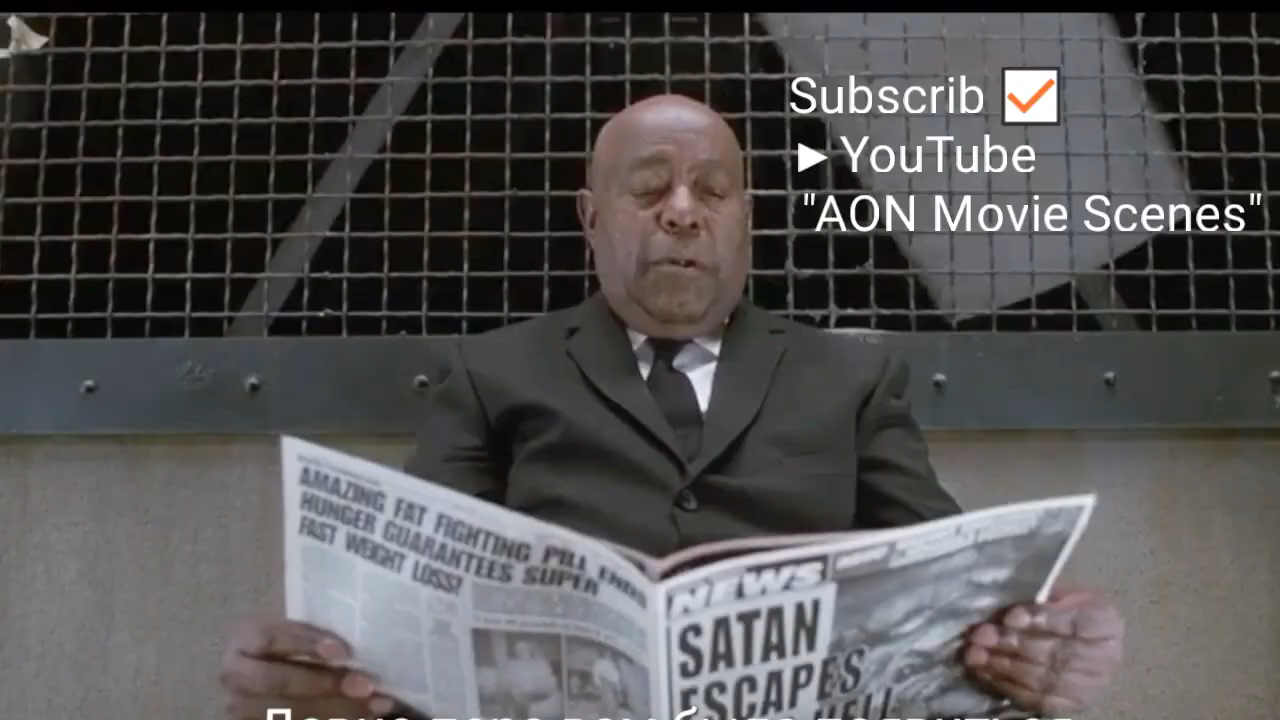 Subscrib ✅
► YouTube
"AON Movie Scenes"
AMAZING FAT FIGHTING PILL ENDS
HUNGER GUARANTEES SUPER
FAST WEIGHT LOSS!
NEWS
SATAN
ESCAPES
HELL